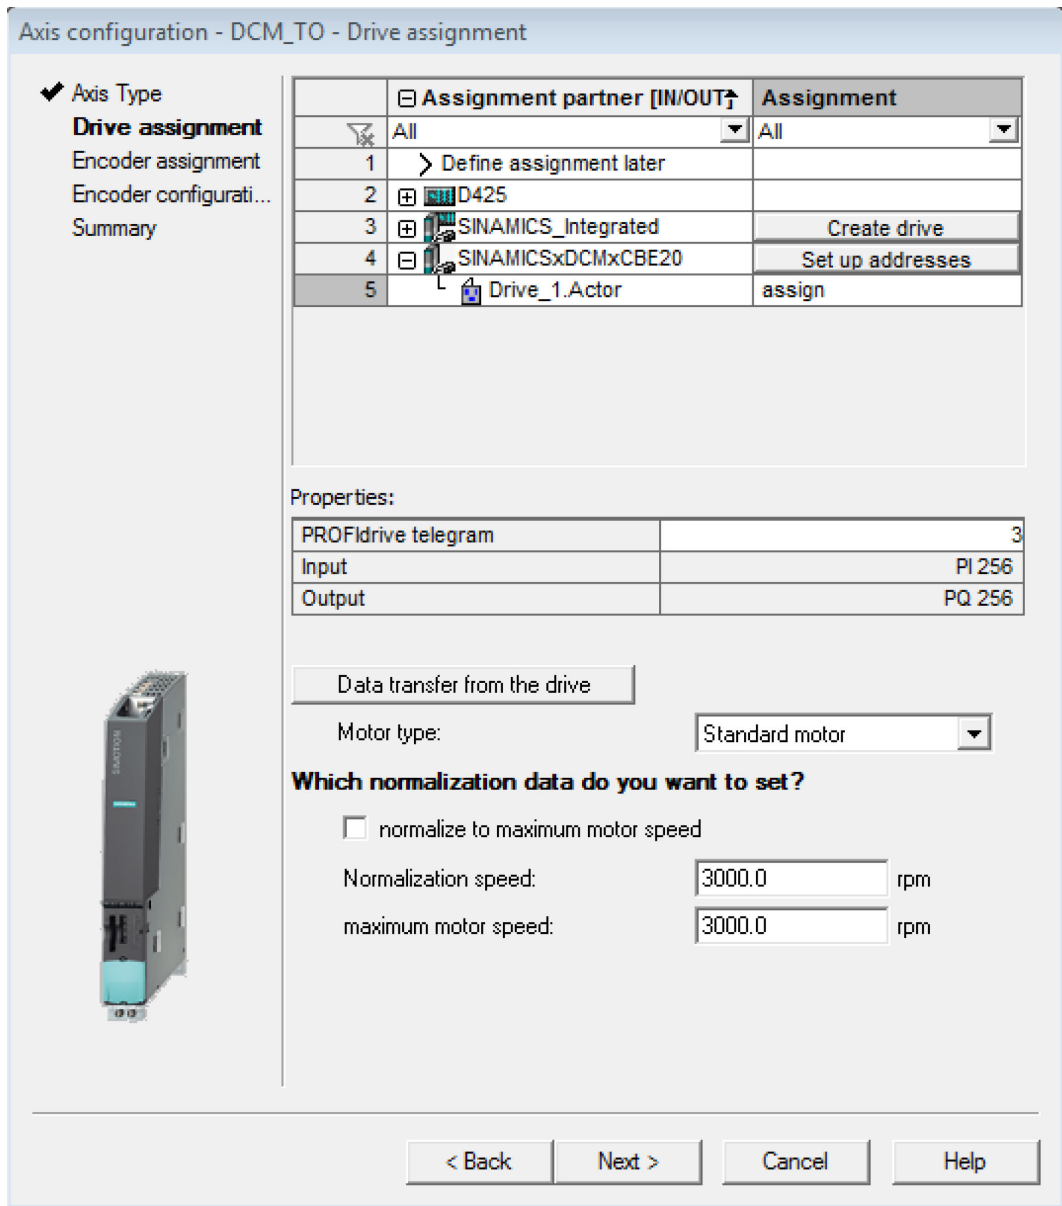 Axis configuration - DCM_TO - Drive assignment
Axis Type
Drive assignment
Encoder assignment
Encoder configurati...
Summary
Assignment partner [IN/OUT] Assignment
All All
1 Define assignment later
2 D425
3 SINAMICS_Integrated Create drive
4 SINAMICSxDCMxCBE20 Set up addresses
5 Drive_1.Actor assign
Properties:
PROFIdrive telegram 3
Input PI 256
Output PQ 256
Data transfer from the drive
Motor type: Standard motor
Which normalization data do you want to set?
normalize to maximum motor speed
Normalization speed: 3000.0 rpm
maximum motor speed: 3000.0 rpm
SIMOTION
< Back Next > Cancel Help